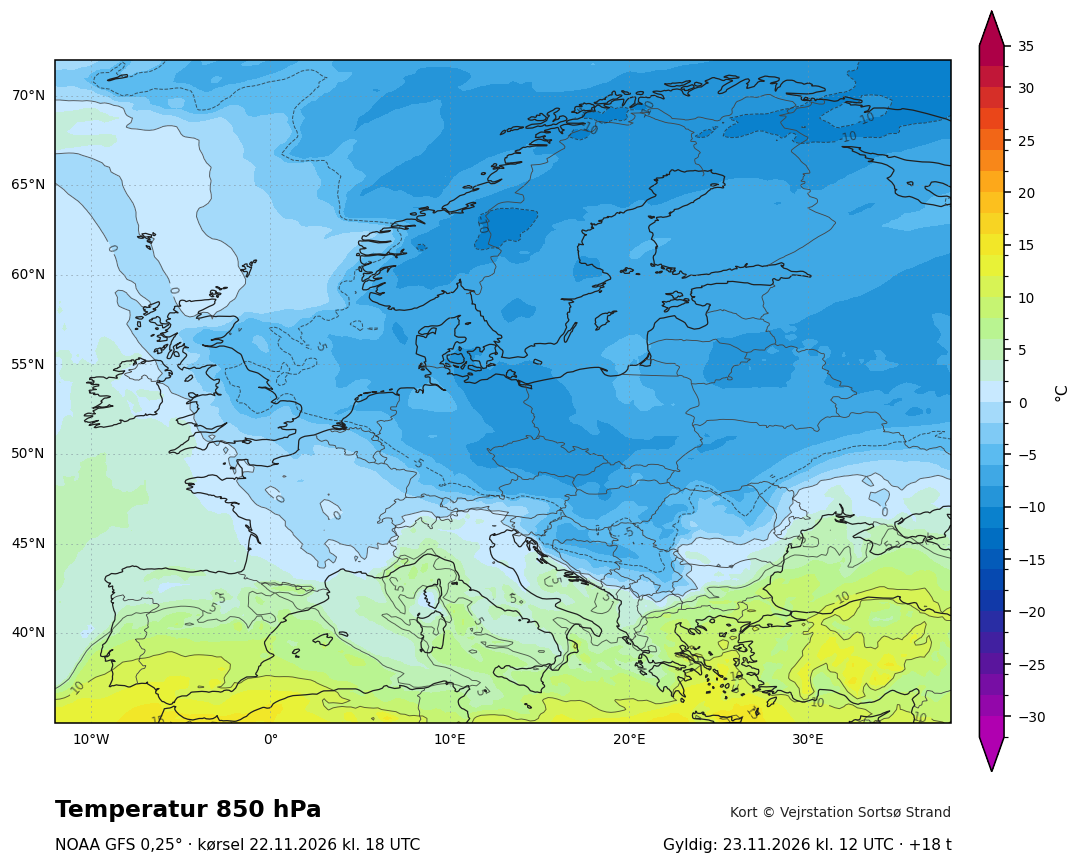 70°N
65°N
60°N
55°N
50°N
45°N
40°N
10°W
0°
10°E
20°E
30°E
35
30
25
20
15
10
5
0
−5
−10
−15
−20
−25
−30
°C
Temperatur 850 hPa
Kort © Vejrstation Sortsø Strand
NOAA GFS 0,25° · kørsel 22.11.2026 kl. 18 UTC
Gyldig: 23.11.2026 kl. 12 UTC · +18 t